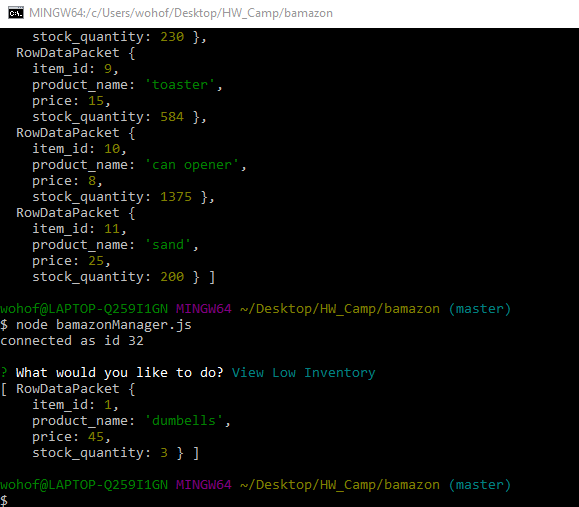 MINGW64:/c/Users/wohof/Desktop/HW_Camp/bamazon
stock_quantity: 230 },
RowDataPacket {
item_id: 9,
product_name: 'toaster',
price: 15,
stock_quantity: 584 },
RowDataPacket {
item_id: 10,
product_name: 'can opener',
price: 8,
stock_quantity: 1375 },
RowDataPacket {
item_id: 11,
product_name: 'sand',
price: 25,
stock_quantity: 200 } ]
wohof@LAPTOP-Q259I1GN MINGW64 ~/Desktop/HW_Camp/bamazon (master)
$ node bamazonManager.js
connected as id 32
? What would you like to do? View Low Inventory
[ RowDataPacket {
item_id: 1,
product_name: 'dumbells',
price: 45,
stock_quantity: 3 } ]
wohof@LAPTOP-Q259I1GN MINGW64 ~/Desktop/HW_Camp/bamazon (master)
$